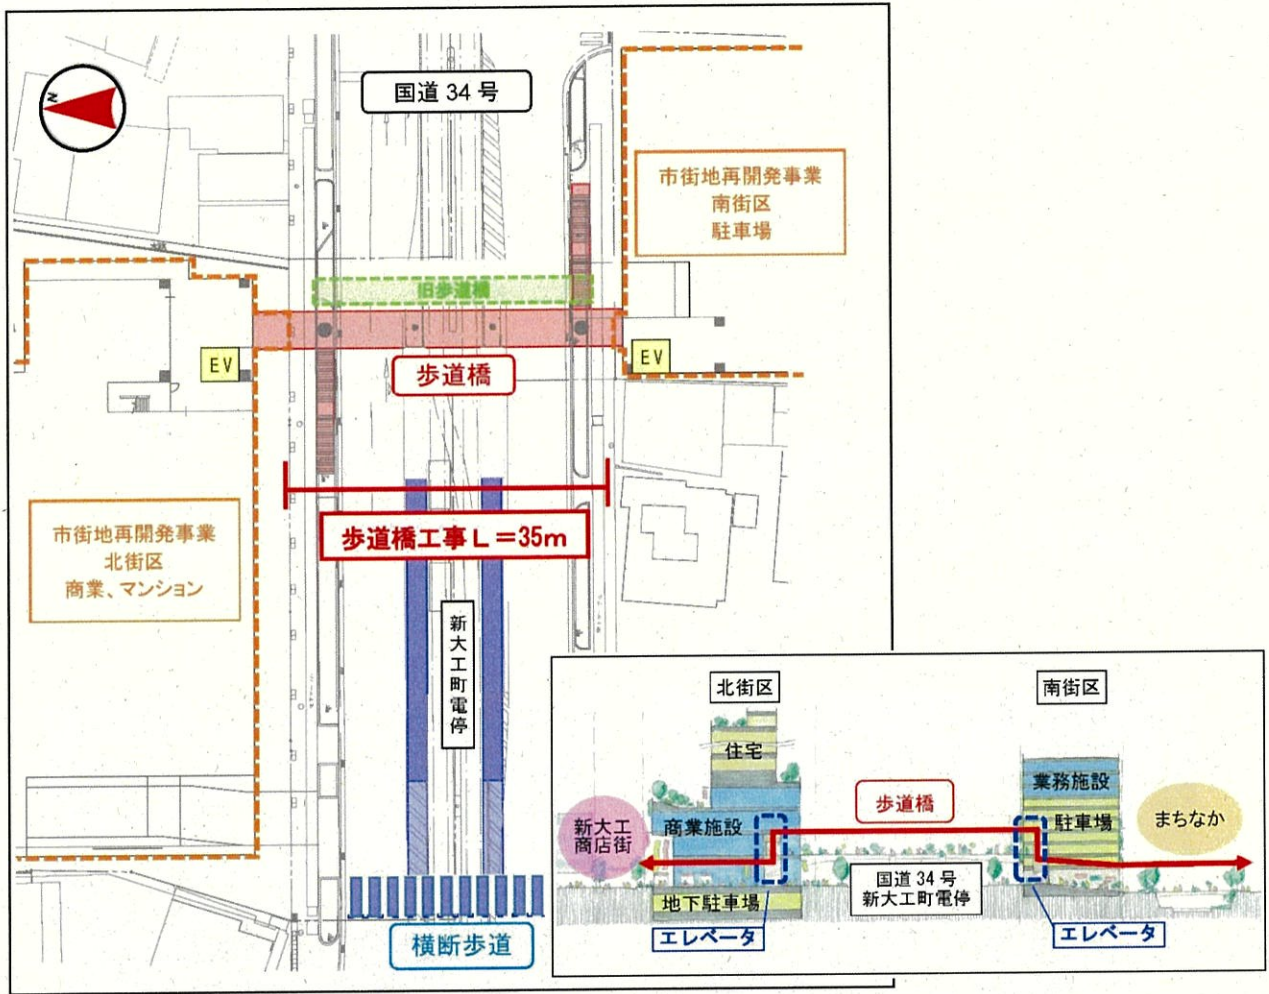 N
国道 34 号
市街地再開発事業
南街区
駐車場
旧歩道橋
EV
EV
歩道橋
歩道橋工事L=35m
市街地再開発事業
北街区
商業、マンション
新大工町電停
横断歩道
北街区
南街区
住宅
業務施設
歩道橋
新大工
商店街
商業施設
駐車場
まちなか
国道 34 号
新大工町電停
地下駐車場
エレベータ
エレベータ